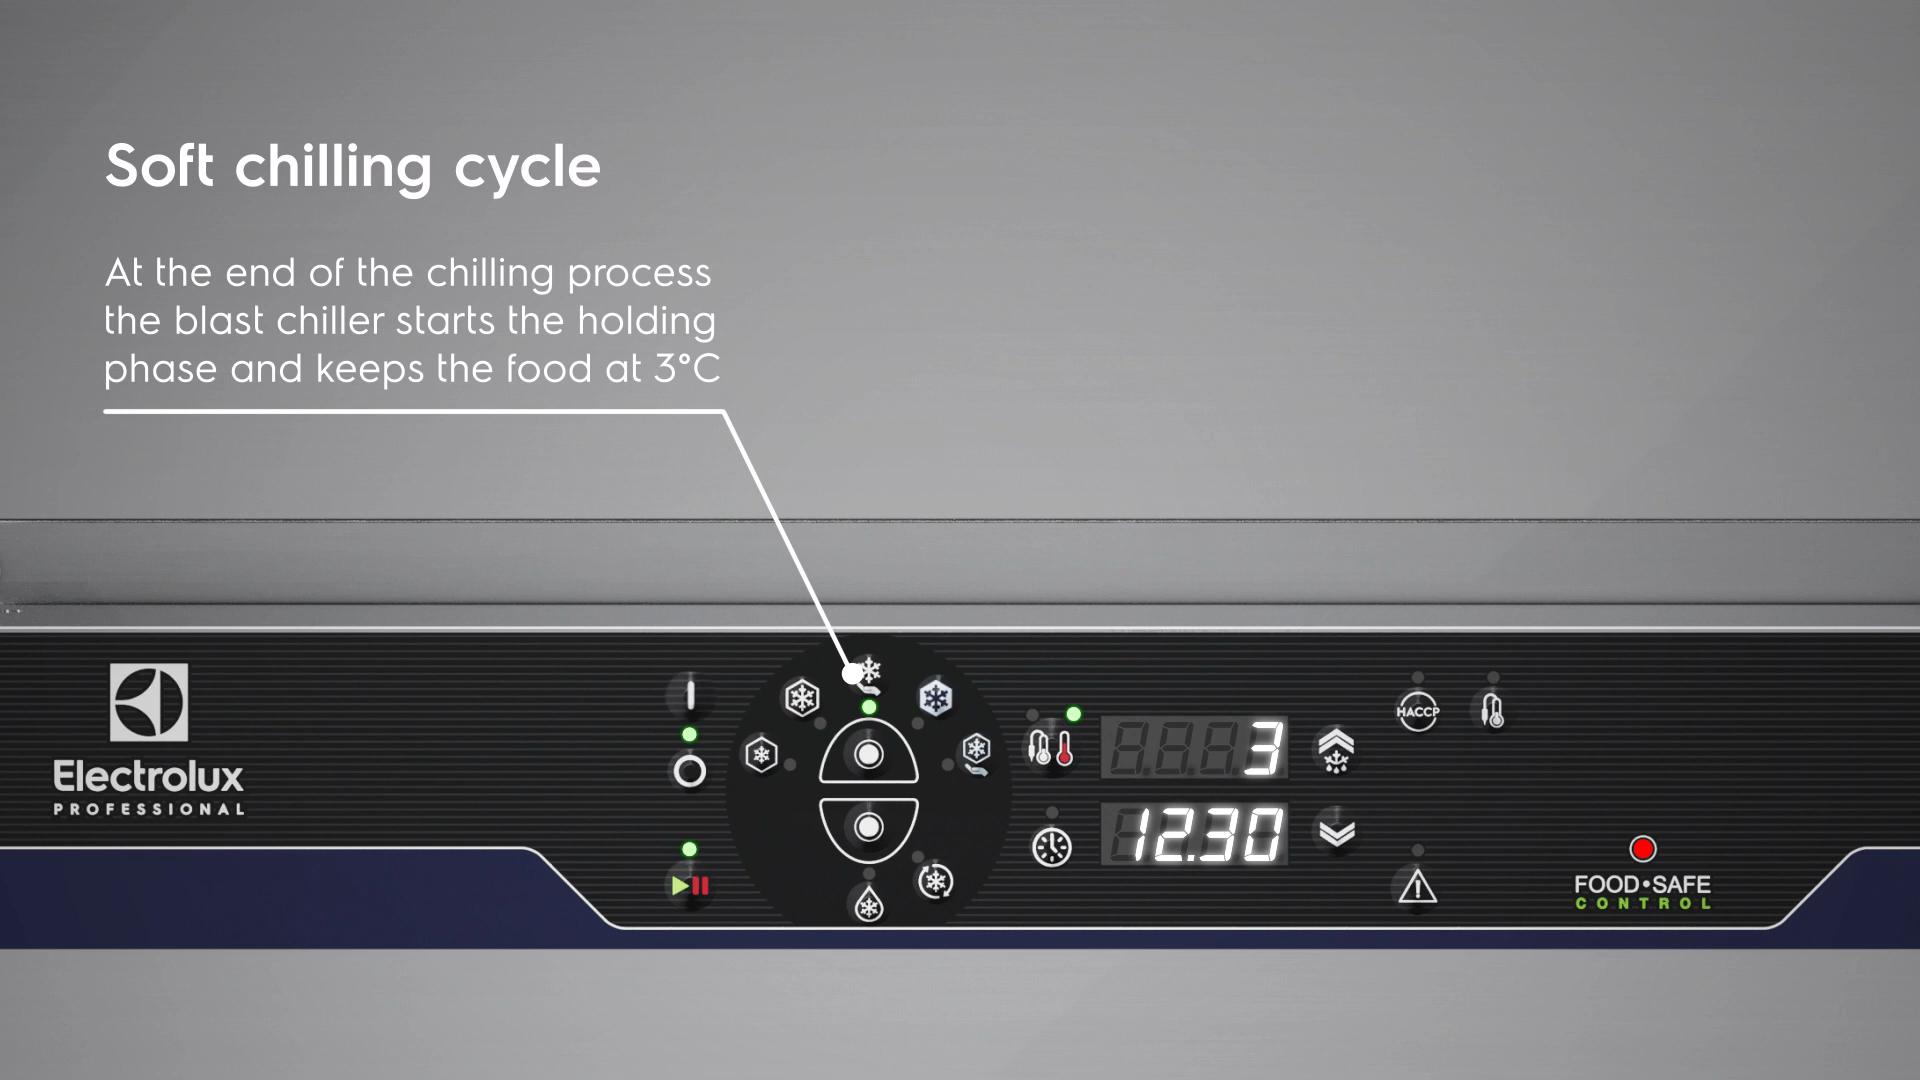 Soft chilling cycle
At the end of the chilling process
the blast chiller starts the holding
phase and keeps the food at 3°C
Electrolux
PROFESSIONAL
3
12.30
HACCP
FOOD•SAFE
CONTROL